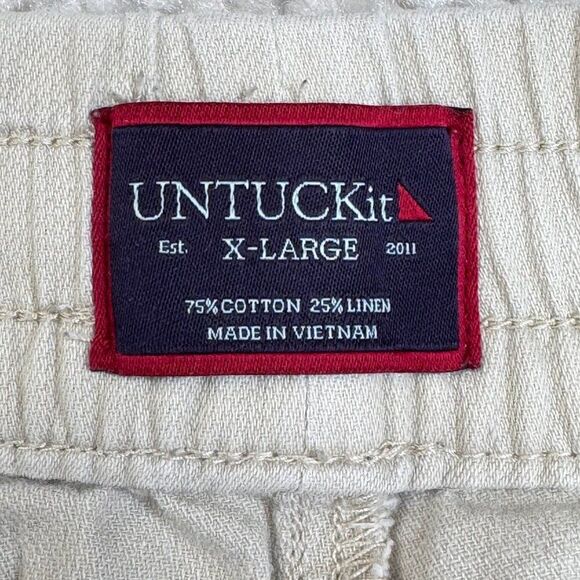 UNTUCKit
Est. X-LARGE 2011
75% COTTON 25% LINEN
MADE IN VIETNAM